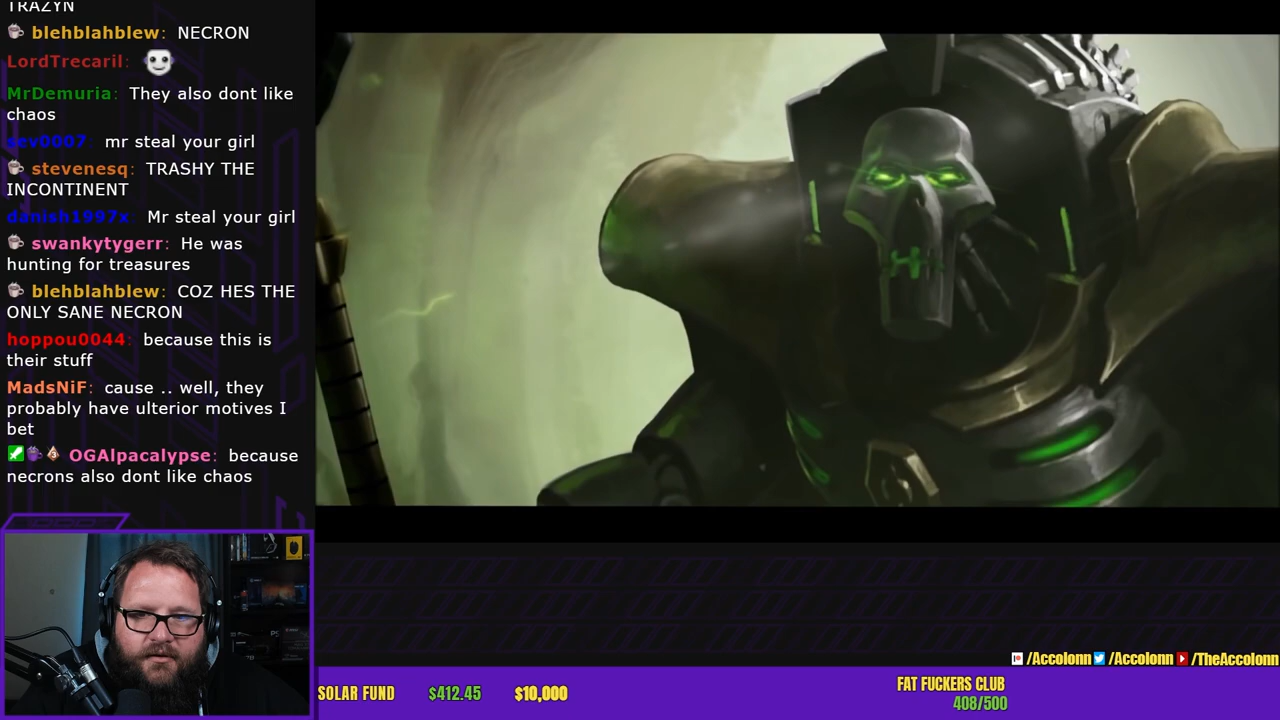 TRAZYN
blehblahblew: NECRON
LordTrecaril:
MrDemuria: They also dont like
chaos
sev0007: mr steal your girl
stevenesq: TRASHY THE
INCONTINENT
danish1997x: Mr steal your girl
swankytygerr: He was
hunting for treasures
blehblahblew: COZ HES THE
ONLY SANE NECRON
hoppou0044: because this is
their stuff
MadsNiF: cause .. well, they
probably have ulterior motives I
bet
3 OGAlpacalypse: because
necrons also dont like chaos
/Accolonn /Accolonn /TheAccolonn
SOLAR FUND $412.45 $10,000
FAT FUCKERS CLUB
408/500